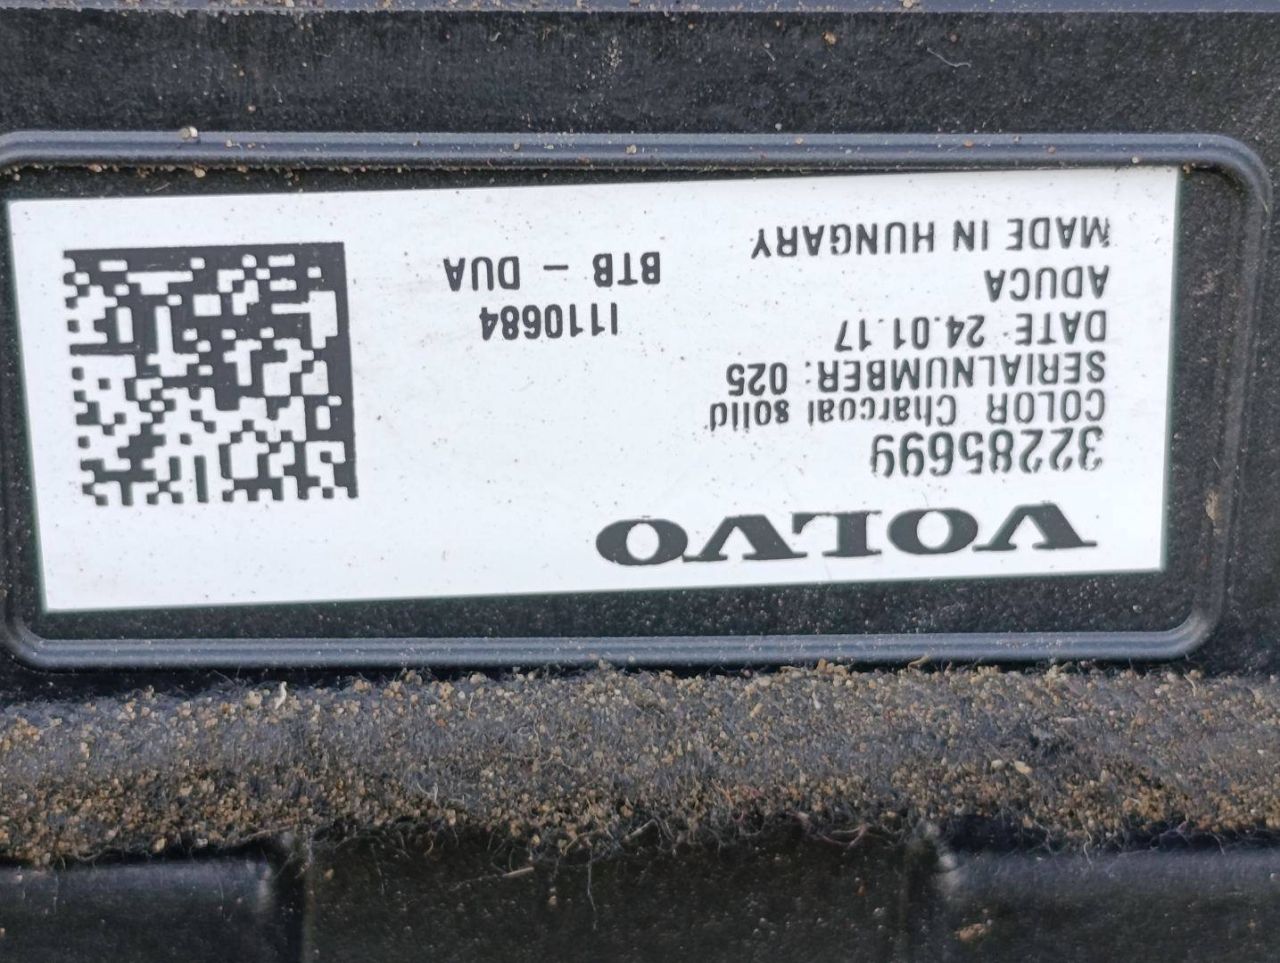 VOLVO
32285699
COLOR Charcoal solid
SERIALNUMBER: 025
DATE: 24.01.17
ADUCA
MADE IN HUNGARY
1110684
BTB - DUA